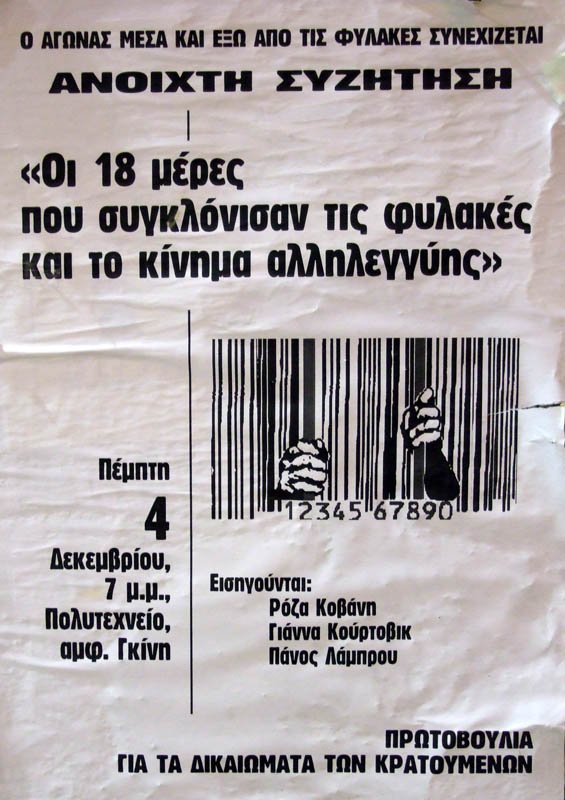 Ο ΑΓΩΝΑΣ ΜΕΣΑ ΚΑΙ ΕΞΩ ΑΠΟ ΤΙΣ ΦΥΛΑΚΕΣ ΣΥΝΕΧΙΖΕΤΑΙ
ΑΝΟΙΧΤΗ ΣΥΖΗΤΗΣΗ
«Οι 18 μέρες
που συγκλόνισαν τις φυλακές
και το κίνημα αλληλεγγύης»
12345 67890
Πέμπτη
4
Δεκεμβρίου,
7 μ.μ.,
Πολυτεχνείο,
αμφ. Γκίνη
Εισηγούνται:
Ρόζα Κοβάνη
Γιάννα Κούρτοβικ
Πάνος Λάμπρου
ΠΡΩΤΟΒΟΥΛΙΑ
ΓΙΑ ΤΑ ΔΙΚΑΙΩΜΑΤΑ ΤΩΝ ΚΡΑΤΟΥΜΕΝΩΝ